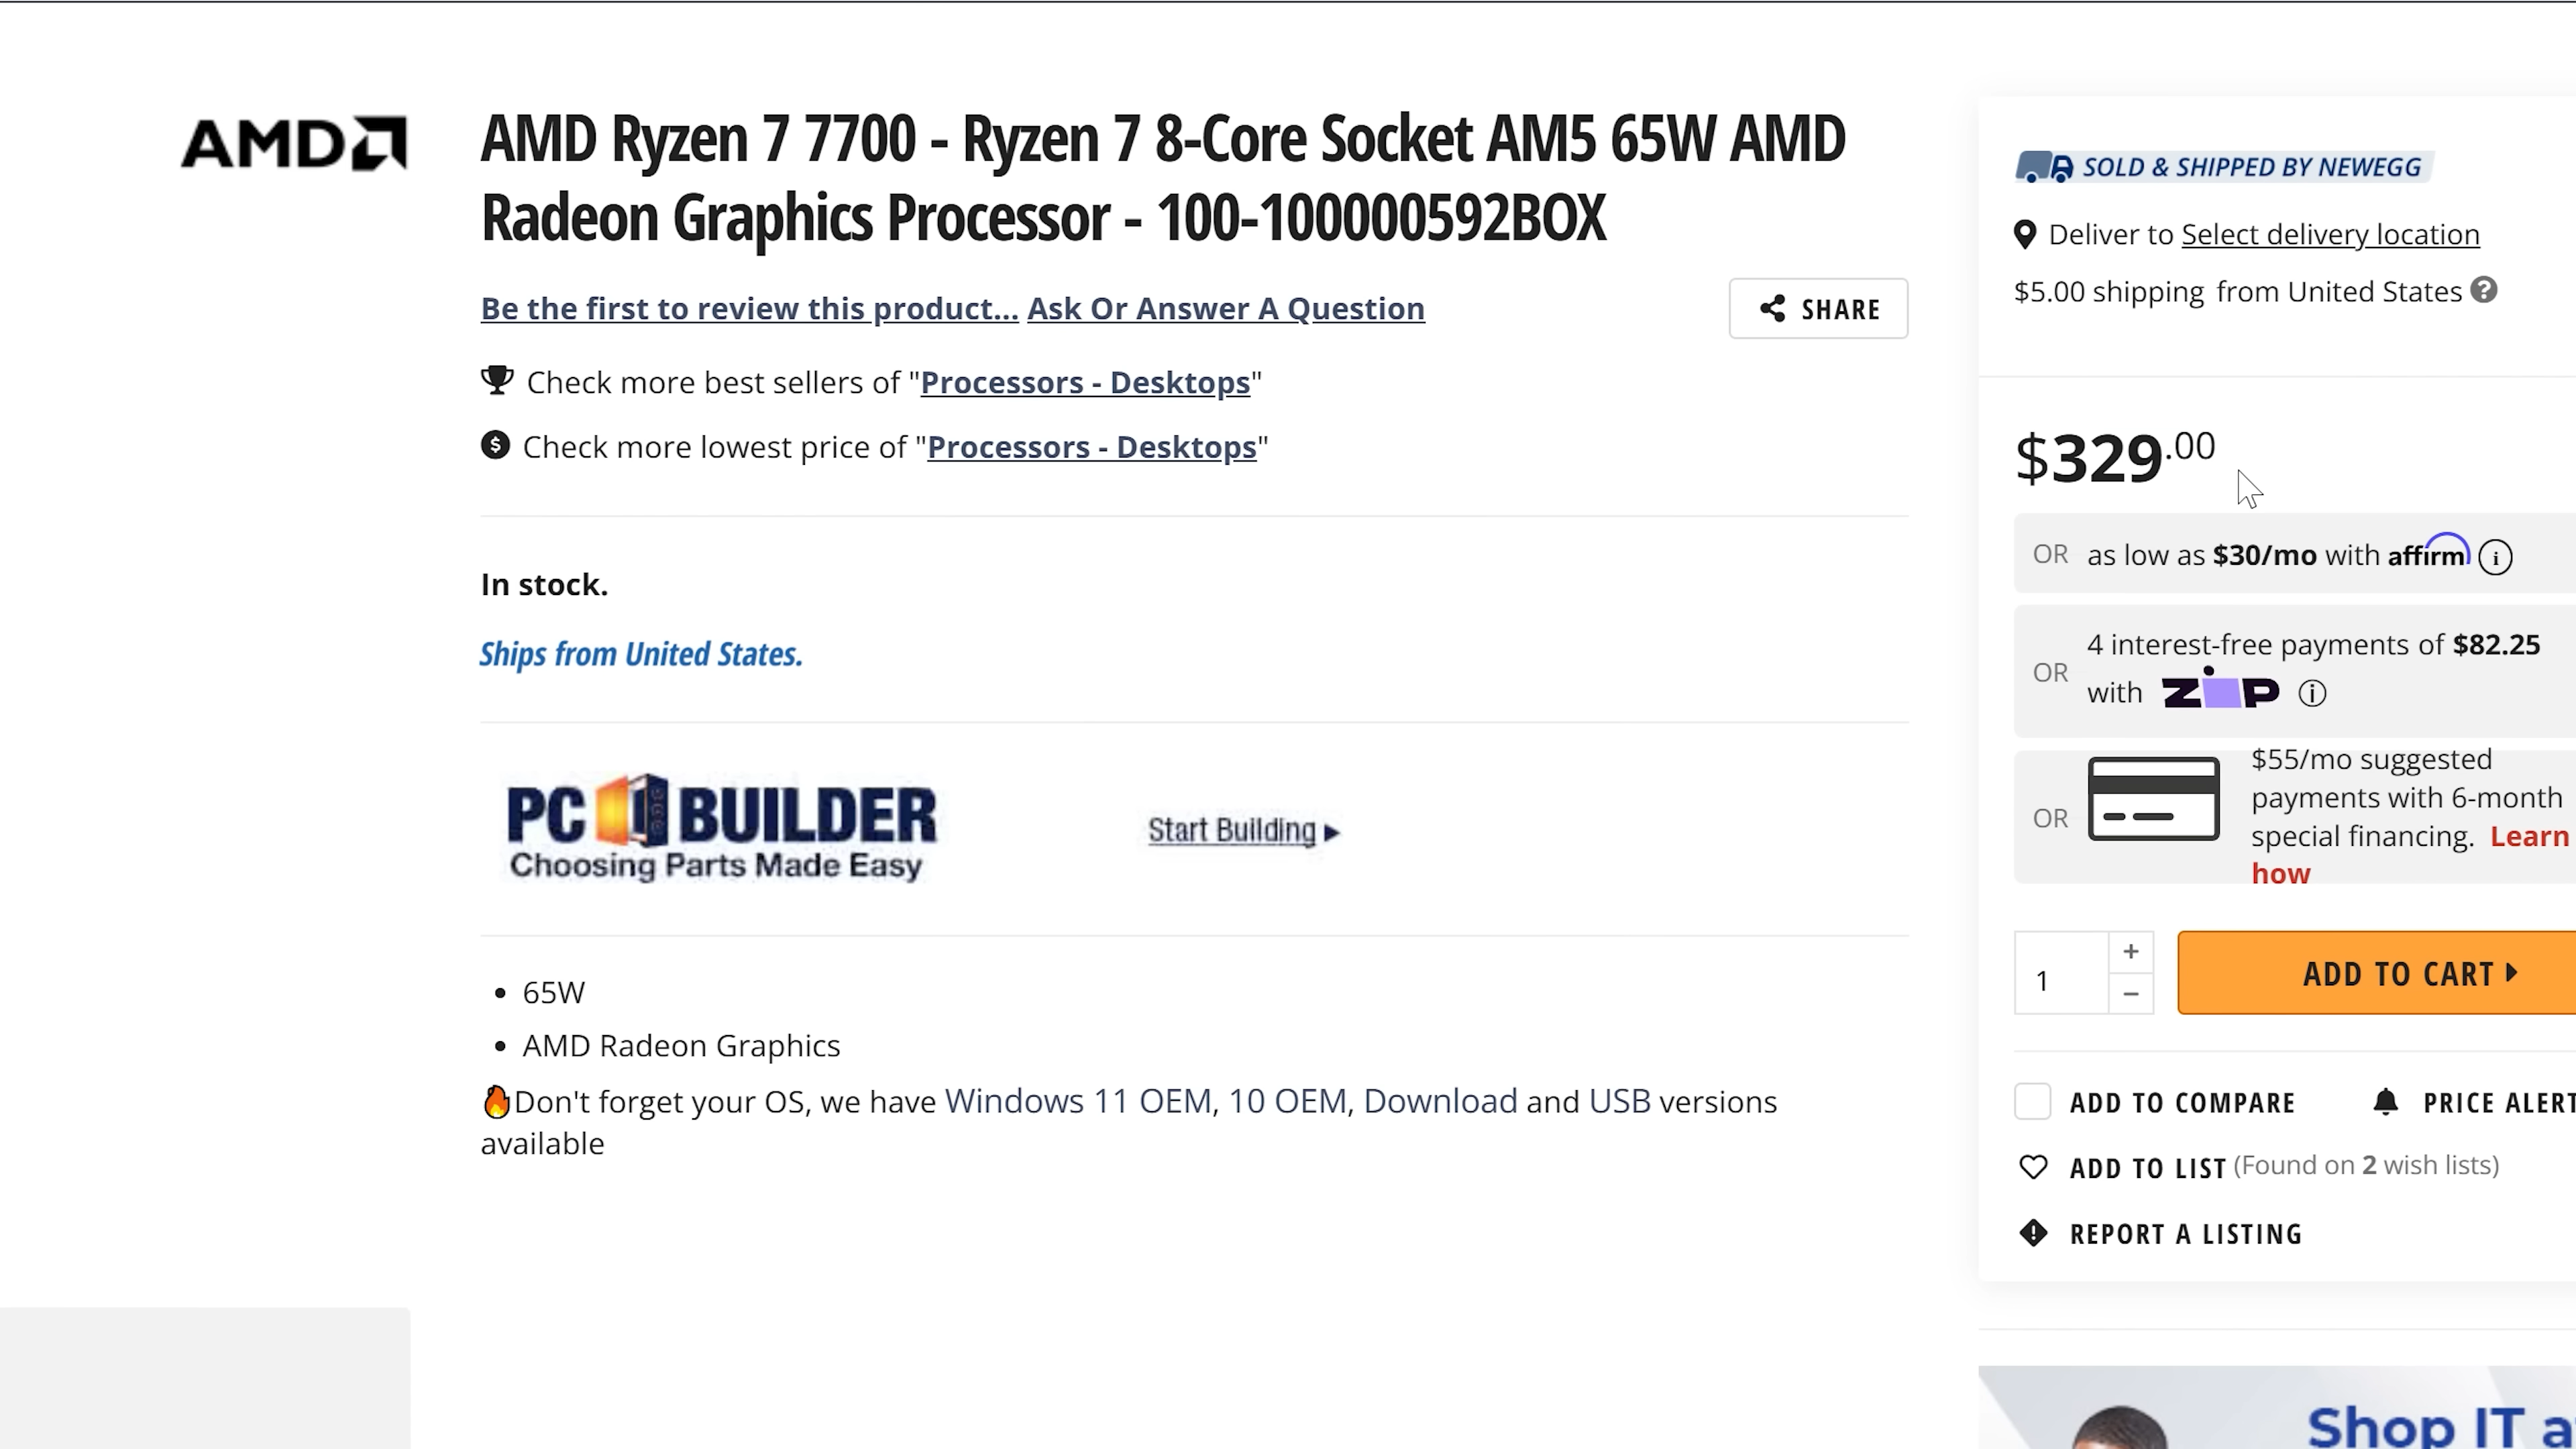 AMD
AMD Ryzen 7 7700 - Ryzen 7 8-Core Socket AM5 65W AMD
Radeon Graphics Processor - 100-100000592BOX
Be the first to review this product... Ask Or Answer A Question
SHARE
Check more best sellers of "Processors - Desktops"
Check more lowest price of "Processors - Desktops"
In stock.
Ships from United States.
PC BUILDER
Choosing Parts Made Easy
Start Building
65W
AMD Radeon Graphics
Don't forget your OS, we have Windows 11 OEM, 10 OEM, Download and USB versions
available
SOLD & SHIPPED BY NEWEGG
Deliver to Select delivery location
$5.00 shipping from United States
$329.00
OR as low as $30/mo with affirm
OR
4 interest-free payments of $82.25
with ZIP
OR
$55/mo suggested
payments with 6-month
special financing. Learn
how
1
ADD TO CART
ADD TO COMPARE
PRICE ALERT
ADD TO LIST (Found on 2 wish lists)
REPORT A LISTING
Shop IT